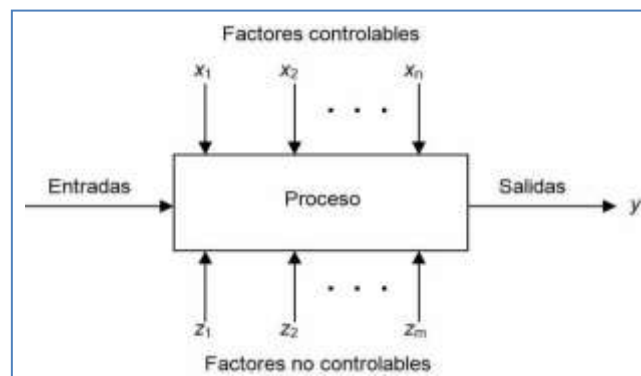 Factores controlables
x₁ x₂ xₙ
. . .
Entradas Proceso Salidas y
. . .
z₁ z₂ zₘ
Factores no controlables